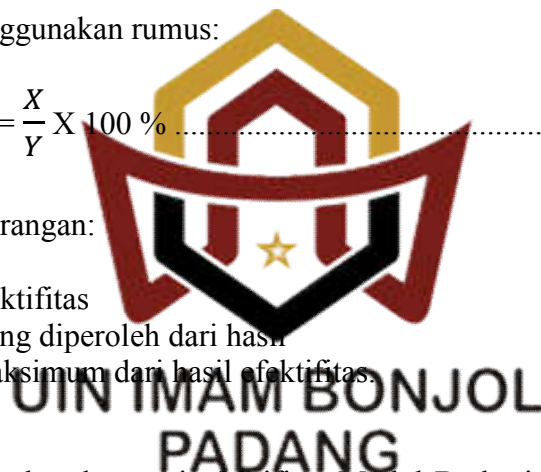 ggunakan rumus:
= X/Y X 100 % ........................................
rangan:
ktifitas
ng diperoleh dari hasil
aksimum dari hasil efektifitas.
UIN IMAM BONJOL
PADANG